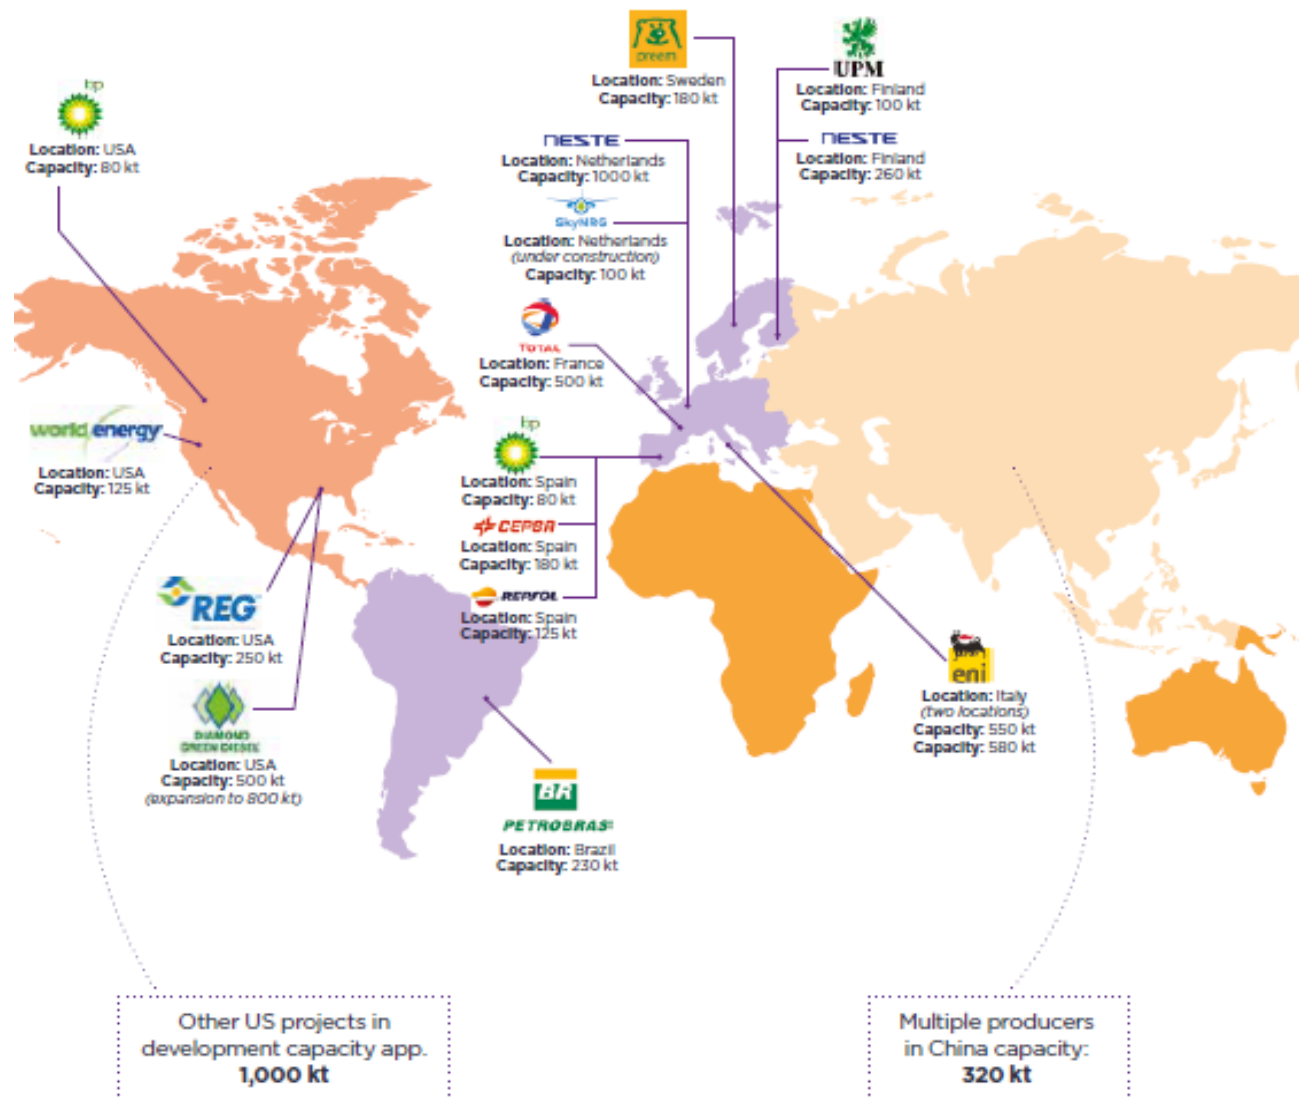 bp
Location: USA
Capacity: 80 kt
world energy
Location: USA
Capacity: 125 kt
REG
Location: USA
Capacity: 250 kt
DIAMOND
GREEN DIESEL
Location: USA
Capacity: 500 kt
(expansion to 800 kt)
preem
Location: Sweden
Capacity: 180 kt
UPM
Location: Finland
Capacity: 100 kt
NESTE
Location: Finland
Capacity: 260 kt
NESTE
Location: Netherlands
Capacity: 1000 kt
SkyNRG
Location: Netherlands
(under construction)
Capacity: 100 kt
TOTAL
Location: France
Capacity: 500 kt
bp
Location: Spain
Capacity: 80 kt
CEPSA
Location: Spain
Capacity: 180 kt
REPSOL
Location: Spain
Capacity: 125 kt
eni
Location: Italy
(two locations)
Capacity: 550 kt
Capacity: 580 kt
BR
PETROBRAS
Location: Brazil
Capacity: 230 kt
Other US projects in
development capacity app.
1,000 kt
Multiple producers
in China capacity:
320 kt